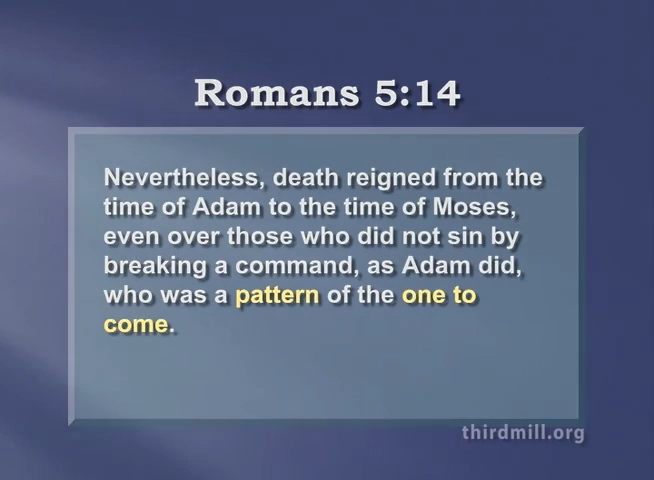 Romans 5:14
Nevertheless, death reigned from the
time of Adam to the time of Moses,
even over those who did not sin by
breaking a command, as Adam did,
who was a pattern of the one to
come.
thirdmill.org